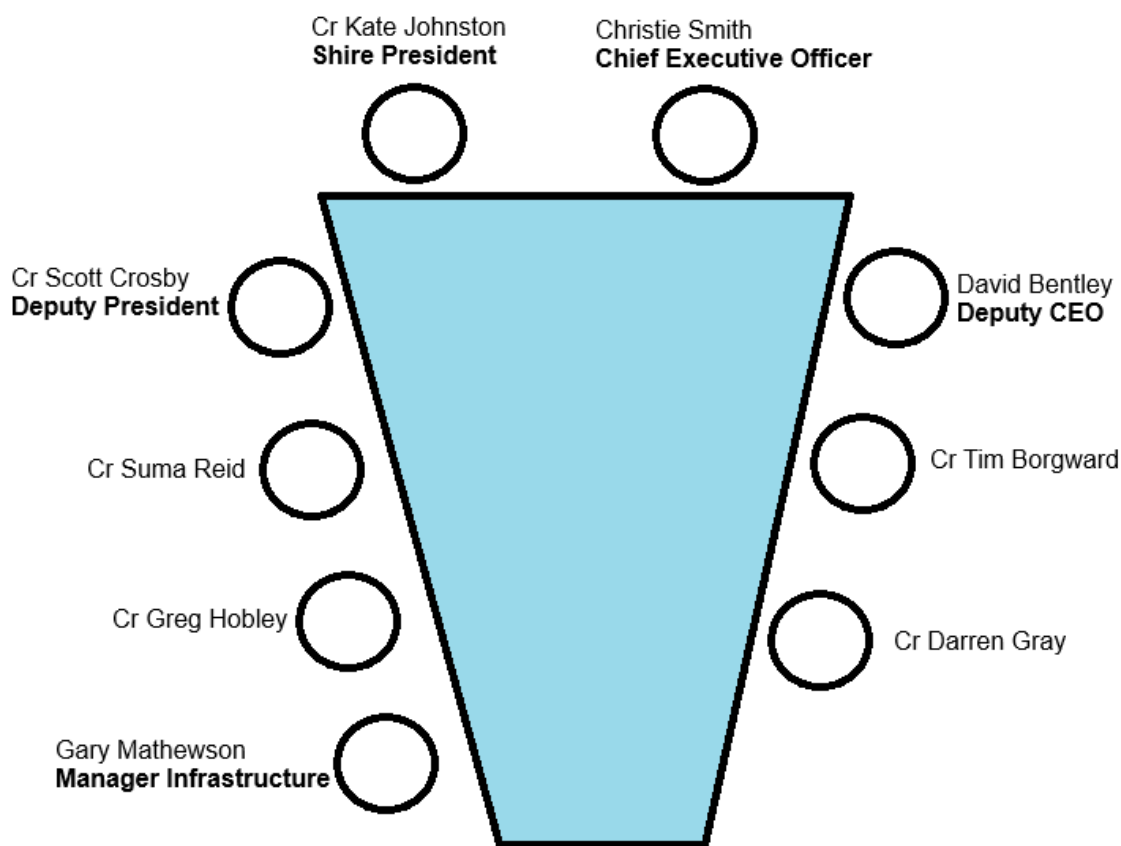 Cr Kate Johnston
Shire President
Christie Smith
Chief Executive Officer
Cr Scott Crosby
Deputy President
David Bentley
Deputy CEO
Cr Suma Reid
Cr Tim Borgward
Cr Greg Hobley
Cr Darren Gray
Gary Mathewson
Manager Infrastructure